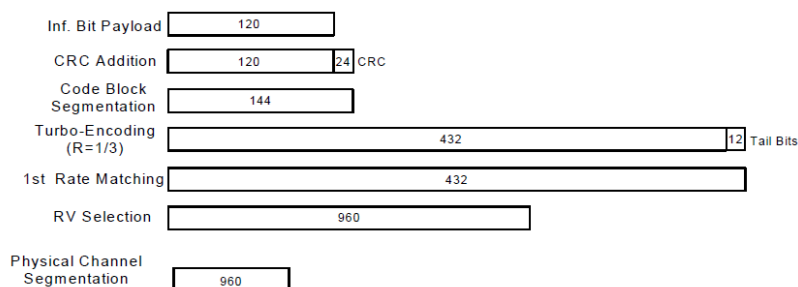 Inf. Bit Payload
120
CRC Addition
120
24
CRC
Code Block
Segmentation
144
Turbo-Encoding
(R=1/3)
432
12
Tail Bits
1st Rate Matching
432
RV Selection
960
Physical Channel
Segmentation
960